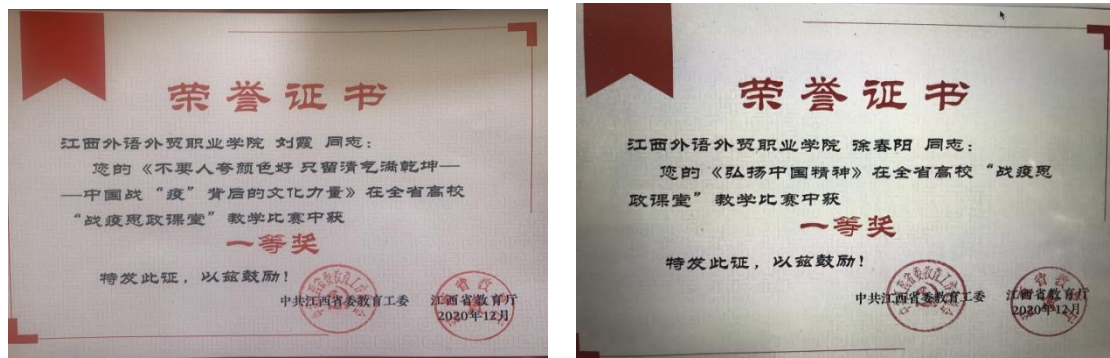 荣誉证书
江西外语外贸职业学院 刘霞 同志：
您的《不要人夸颜色好 只留清气满乾坤—
—中国战“疫”背后的文化力量》在全省高校
“战疫思政课堂”教学比赛中获
一等奖
特发此证，以兹鼓励！
中共江西省委教育工委 江西省教育厅
2020年12月
荣誉证书
江西外语外贸职业学院 涂春阳 同志：
您的《弘扬中国精神》在全省高校“战疫思
政课堂”教学比赛中获
一等奖
特发此证，以兹鼓励！
中共江西省委教育工委 江西省教育厅
2020年12月